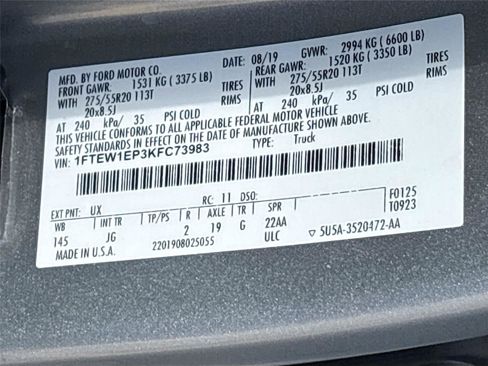 MFD. BY FORD MOTOR CO. DATE: 08/19 GVWR: 2994 KG ( 6600 LB)
FRONT GAWR: 1531 KG ( 3375 LB) REAR GAWR: 1520 KG ( 3350 LB)
WITH 275/55R20 113T TIRES WITH 275/55R20 113T TIRES
20x8.5J RIMS 20x8.5J RIMS
AT 240 kPa/ 35 PSI COLD AT 240 kPa/ 35 PSI COLD
THIS VEHICLE CONFORMS TO ALL APPLICABLE FEDERAL MOTOR VEHICLE
SAFETY STANDARDS IN EFFECT ON THE DATE OF MANUFACTURE SHOWN ABOVE.
VIN: 1FTEW1EP3KFC73983 TYPE: Truck
EXT PNT: UX RC: 11 DSO: F0125
WB INT TR TP/PS R AXLE TR SPR T0923
145 JG 2 19 G 22AA
MADE IN U.S.A. 2201908025055 ULC ▽ 5U5A-3520472-AA